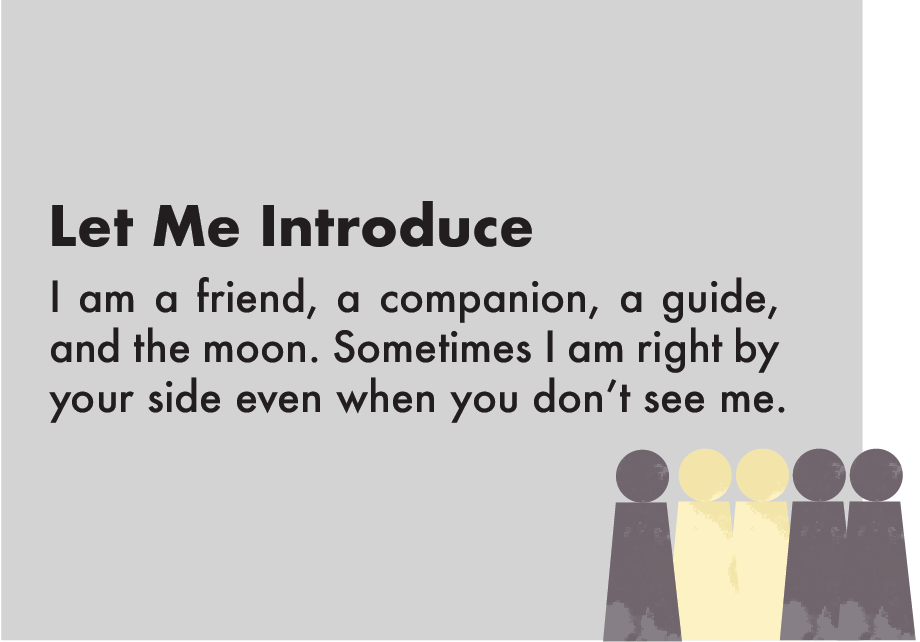 Let Me Introduce
I am a friend, a companion, a guide,
and the moon. Sometimes I am right by
your side even when you don’t see me.